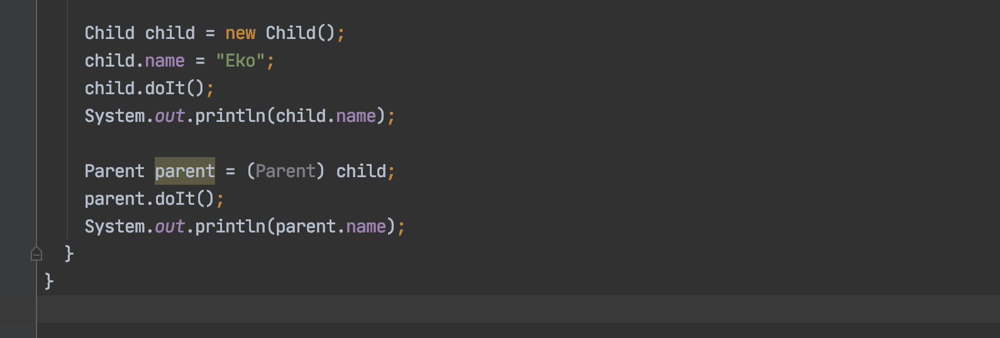 Child child = new Child();
child.name = "Eko";
child.doIt();
System.out.println(child.name);
Parent parent = (Parent) child;
parent.doIt();
System.out.println(parent.name);
}
}